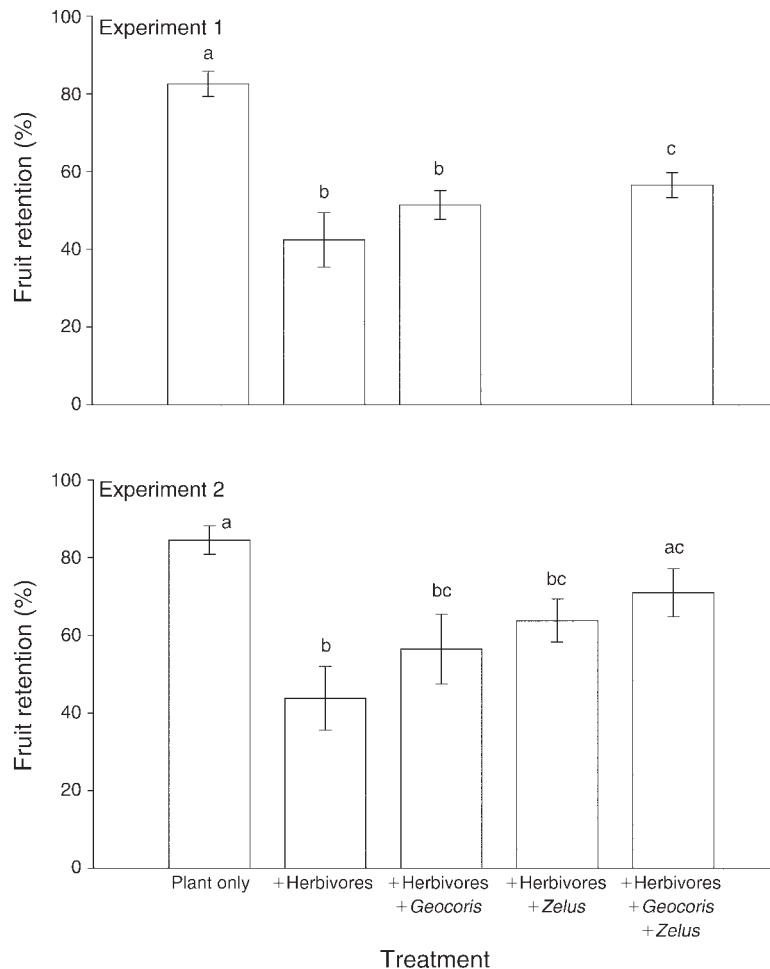 100
Experiment 1
a
80
60
c
b
b
40
20
0
Fruit retention (%)
100
Experiment 2
a
80
ac
bc
bc
60
b
40
20
0
Fruit retention (%)
Plant only
+Herbivores
+Herbivores
+Geocoris
+Herbivores
+Zelus
+Herbivores
+Geocoris
+Zelus
Treatment